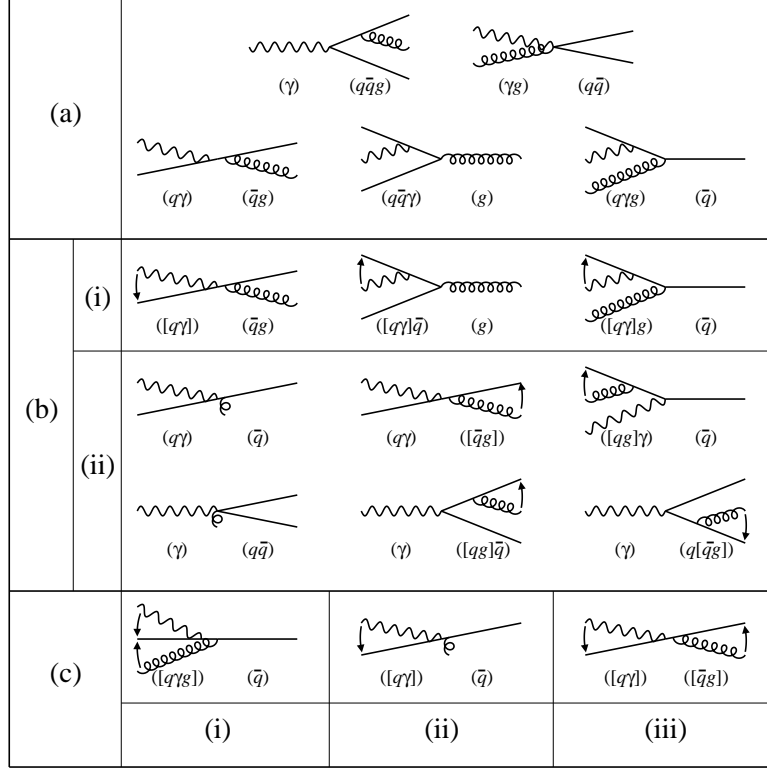 (γ) (qq̅g) (γg) (qq̅)
(a)
(qγ) (q̅g) (qq̅γ) (g) (qγg) (q̅)
(i)
([qγ]) (q̅g) ([qγ]q̅) (g) ([qγ]g) (q̅)
(b)
(qγ) (q̅) (qγ) ([q̅g]) ([qg]γ) (q̅)
(ii)
(γ) (qq̅) (γ) ([qg]q̅) (γ) (q[q̅g])
(c)
([qγg]) (q̅) ([qγ]) (q̅) ([qγ]) ([q̅g])
(i) (ii) (iii)